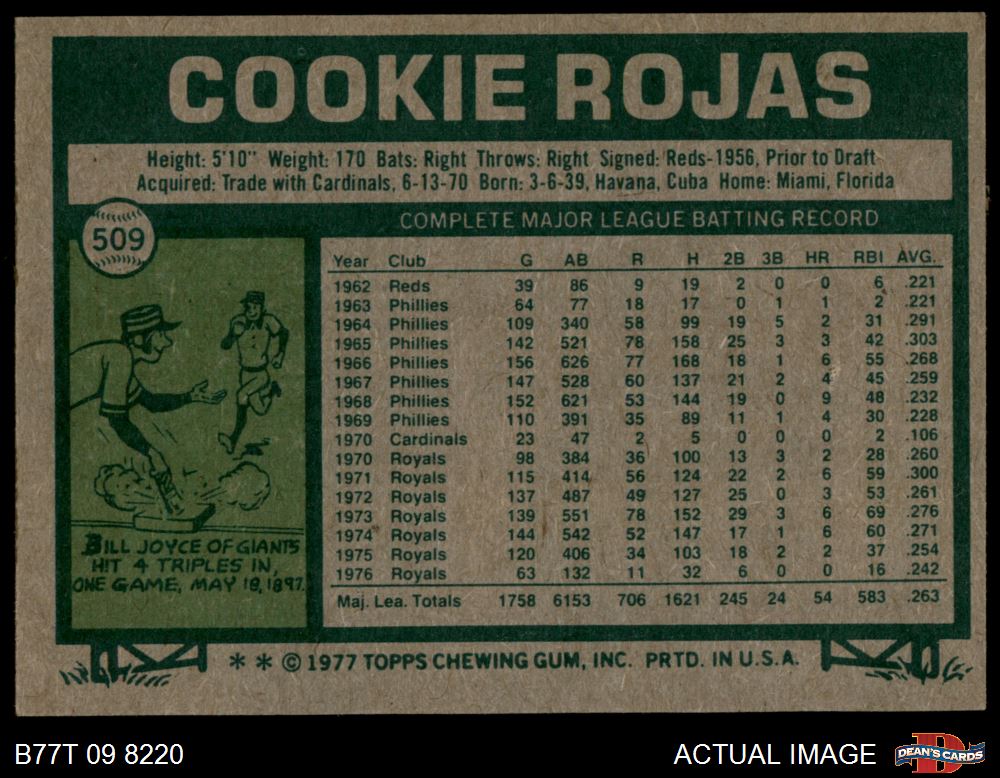 COOKIE ROJAS
Height: 5'10" Weight: 170 Bats: Right Throws: Right Signed: Reds-1956, Prior to Draft
Acquired: Trade with Cardinals, 6-13-70 Born: 3-6-39, Havana, Cuba Home: Miami, Florida
509
COMPLETE MAJOR LEAGUE BATTING RECORD
Year Club G AB R H 2B 3B HR RBI AVG.
1962 Reds 39 86 9 19 2 0 0 6 .221
1963 Phillies 64 77 18 17 0 1 1 2 .221
1964 Phillies 109 340 58 99 19 5 2 31 .291
1965 Phillies 142 521 78 158 25 3 3 42 .303
1966 Phillies 156 626 77 168 18 1 6 55 .268
1967 Phillies 147 528 60 137 21 2 4 45 .259
1968 Phillies 152 621 53 144 19 0 9 48 .232
1969 Phillies 110 391 35 89 11 1 4 30 .228
1970 Cardinals 23 47 2 5 0 0 0 2 .106
1970 Royals 98 384 36 100 13 3 2 28 .260
1971 Royals 115 414 56 124 22 2 6 59 .300
1972 Royals 137 487 49 127 25 0 3 53 .261
1973 Royals 139 551 78 152 29 3 6 69 .276
1974 Royals 144 542 52 147 17 1 6 60 .271
1975 Royals 120 406 34 103 18 2 2 37 .254
1976 Royals 63 132 11 32 6 0 0 16 .242
Maj. Lea. Totals 1758 6153 706 1621 245 24 54 583 .263
BILL JOYCE OF GIANTS
HIT 4 TRIPLES IN
ONE GAME, MAY 18, 1897.
** © 1977 TOPPS CHEWING GUM, INC. PRTD. IN U.S.A.
B77T 09 8220
ACTUAL IMAGE
DEAN'S CARDS